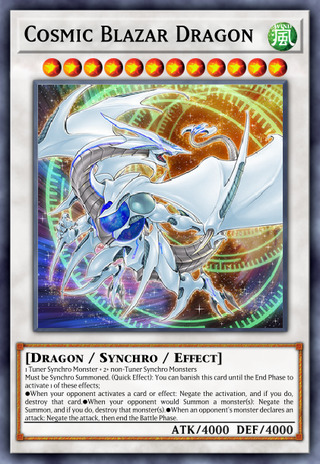 COSMIC BLAZAR DRAGON
WIND
風
[DRAGON / SYNCHRO / EFFECT]
1 Tuner Synchro Monster + 2+ non-Tuner Synchro Monsters
Must be Synchro Summoned. (Quick Effect): You can banish this card until the End Phase to
activate 1 of these effects;
●When your opponent activates a card or effect: Negate the activation, and if you do,
destroy that card.●When your opponent would Summon a monster(s): Negate the
Summon, and if you do, destroy that monster(s).●When an opponent's monster declares an
attack: Negate the attack, then end the Battle Phase.
ATK/4000 DEF/4000